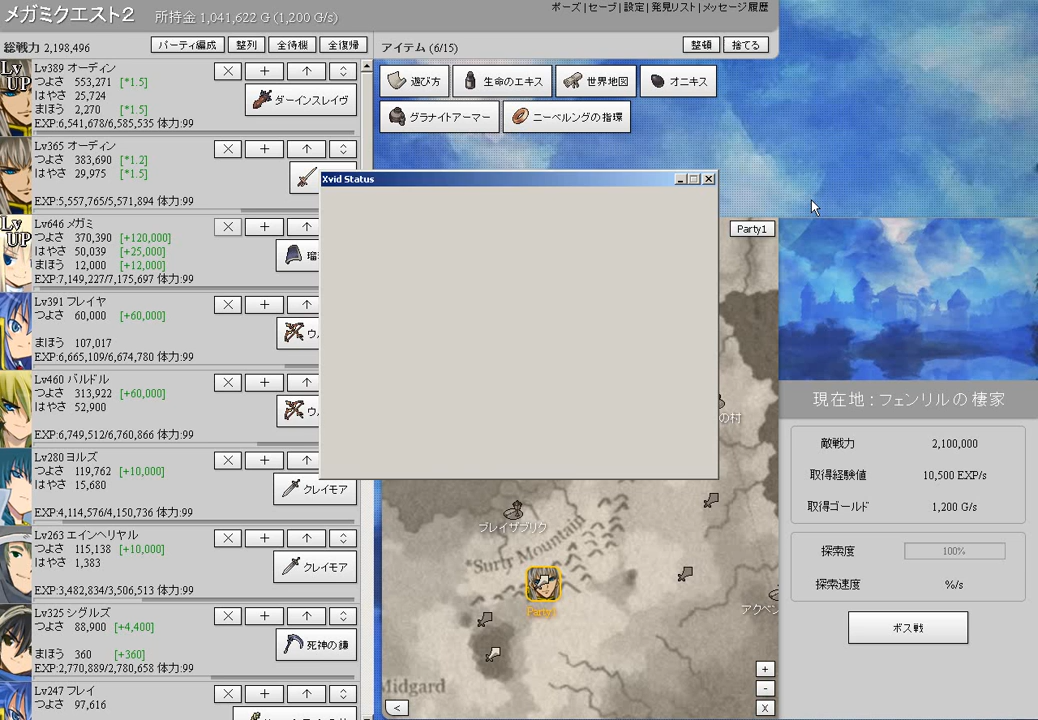 メガミクエスト2 所持金 1,041,622 G (1,200 G/s)
ポーズ | セーブ | 設定 | 発見リスト | メッセージ履歴
総戦力 2,198,496
パーティ編成 整列 全待機 全復帰
アイテム (6/15)
整頓 捨てる
遊び方 生命のエキス 世界地図 オニキス
グラナイトアーマー ニーベルングの指環
Lv UP
Lv389 オーディン
つよさ 553,271 [*1.5]
はやさ 25,724
まほう 2,270 [*1.5]
EXP:6,541,678/6,585,535 体力:99
ダーインスレイヴ
Lv365 オーディン
つよさ 383,690 [*1.2]
はやさ 29,975 [*1.5]
EXP:5,557,765/5,571,894 体力:99
Lv UP
Lv646 メガミ
つよさ 370,390 [+120,000]
はやさ 50,039 [+25,000]
まほう 12,000 [+12,000]
EXP:7,149,227/7,175,697 体力:99
Lv391 フレイヤ
つよさ 60,000 [+60,000]
まほう 107,017
EXP:6,665,109/6,674,780 体力:99
ウ
Lv460 バルドル
つよさ 313,922 [+60,000]
はやさ 52,900
EXP:6,749,512/6,760,866 体力:99
ウ
Lv280 ヨルズ
つよさ 119,762 [+10,000]
はやさ 15,680
EXP:4,114,576/4,150,736 体力:99
クレイモア
Lv263 エインヘリヤル
つよさ 115,138 [+10,000]
はやさ 1,383
EXP:3,482,834/3,506,513 体力:99
クレイモア
Lv325 シグルズ
つよさ 88,900 [+4,400]
まほう 360 [+360]
EXP:2,770,889/2,780,658 体力:99
死神の鎌
Lv247 フレイ
つよさ 97,616
Xvid Status
Party1
の村
ブレイザブリク
Surtr Mountain
Party1
アクベン
Midgard
<
+
-
X
現在地 : フェンリルの棲家
敵戦力 2,100,000
取得経験値 10,500 EXP/s
取得ゴールド 1,200 G/s
探索度 100%
探索速度 %/s
ボス戦